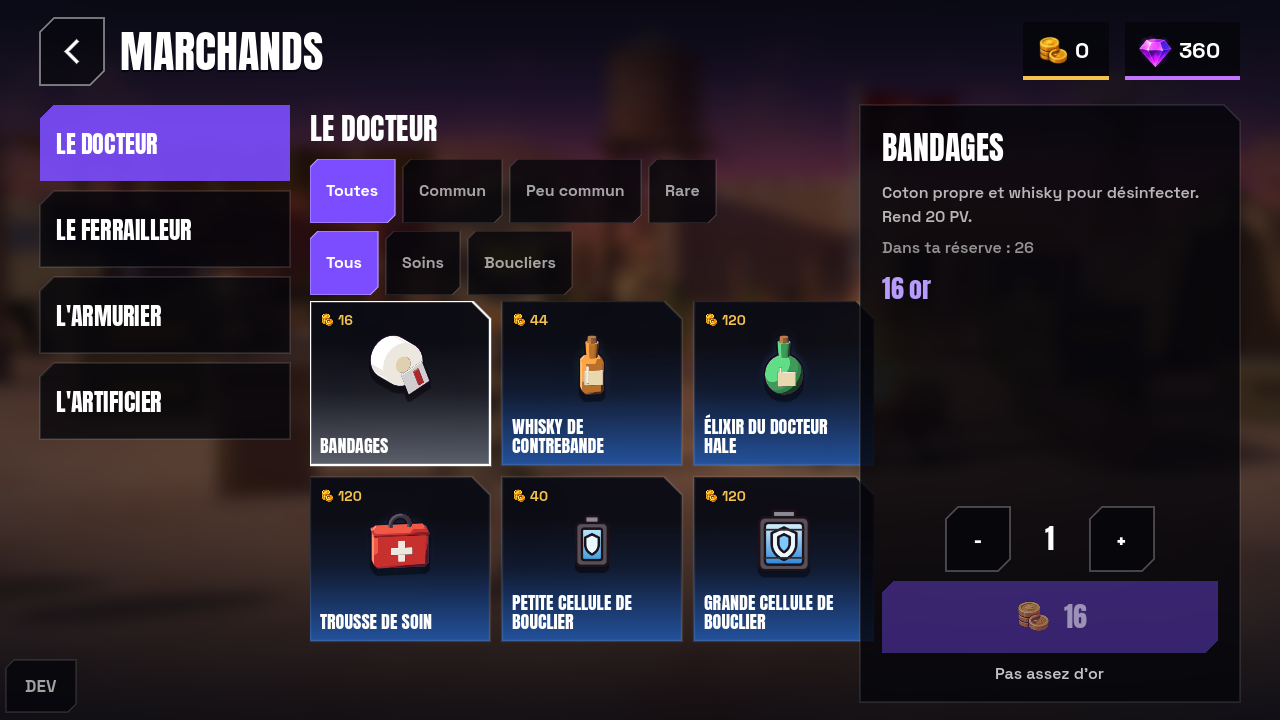 MARCHANDS
0
360
LE DOCTEUR
LE FERRAILLEUR
L'ARMURIER
L'ARTIFICIER
LE DOCTEUR
Toutes
Commun
Peu commun
Rare
Tous
Soins
Boucliers
16
BANDAGES
44
WHISKY DE
CONTREBANDE
120
ÉLIXIR DU DOCTEUR
HALE
120
TROUSSE DE SOIN
40
PETITE CELLULE DE
BOUCLIER
120
GRANDE CELLULE DE
BOUCLIER
BANDAGES
Coton propre et whisky pour désinfecter.
Rend 20 PV.
Dans ta réserve : 26
16 or
-
1
+
16
Pas assez d'or
DEV